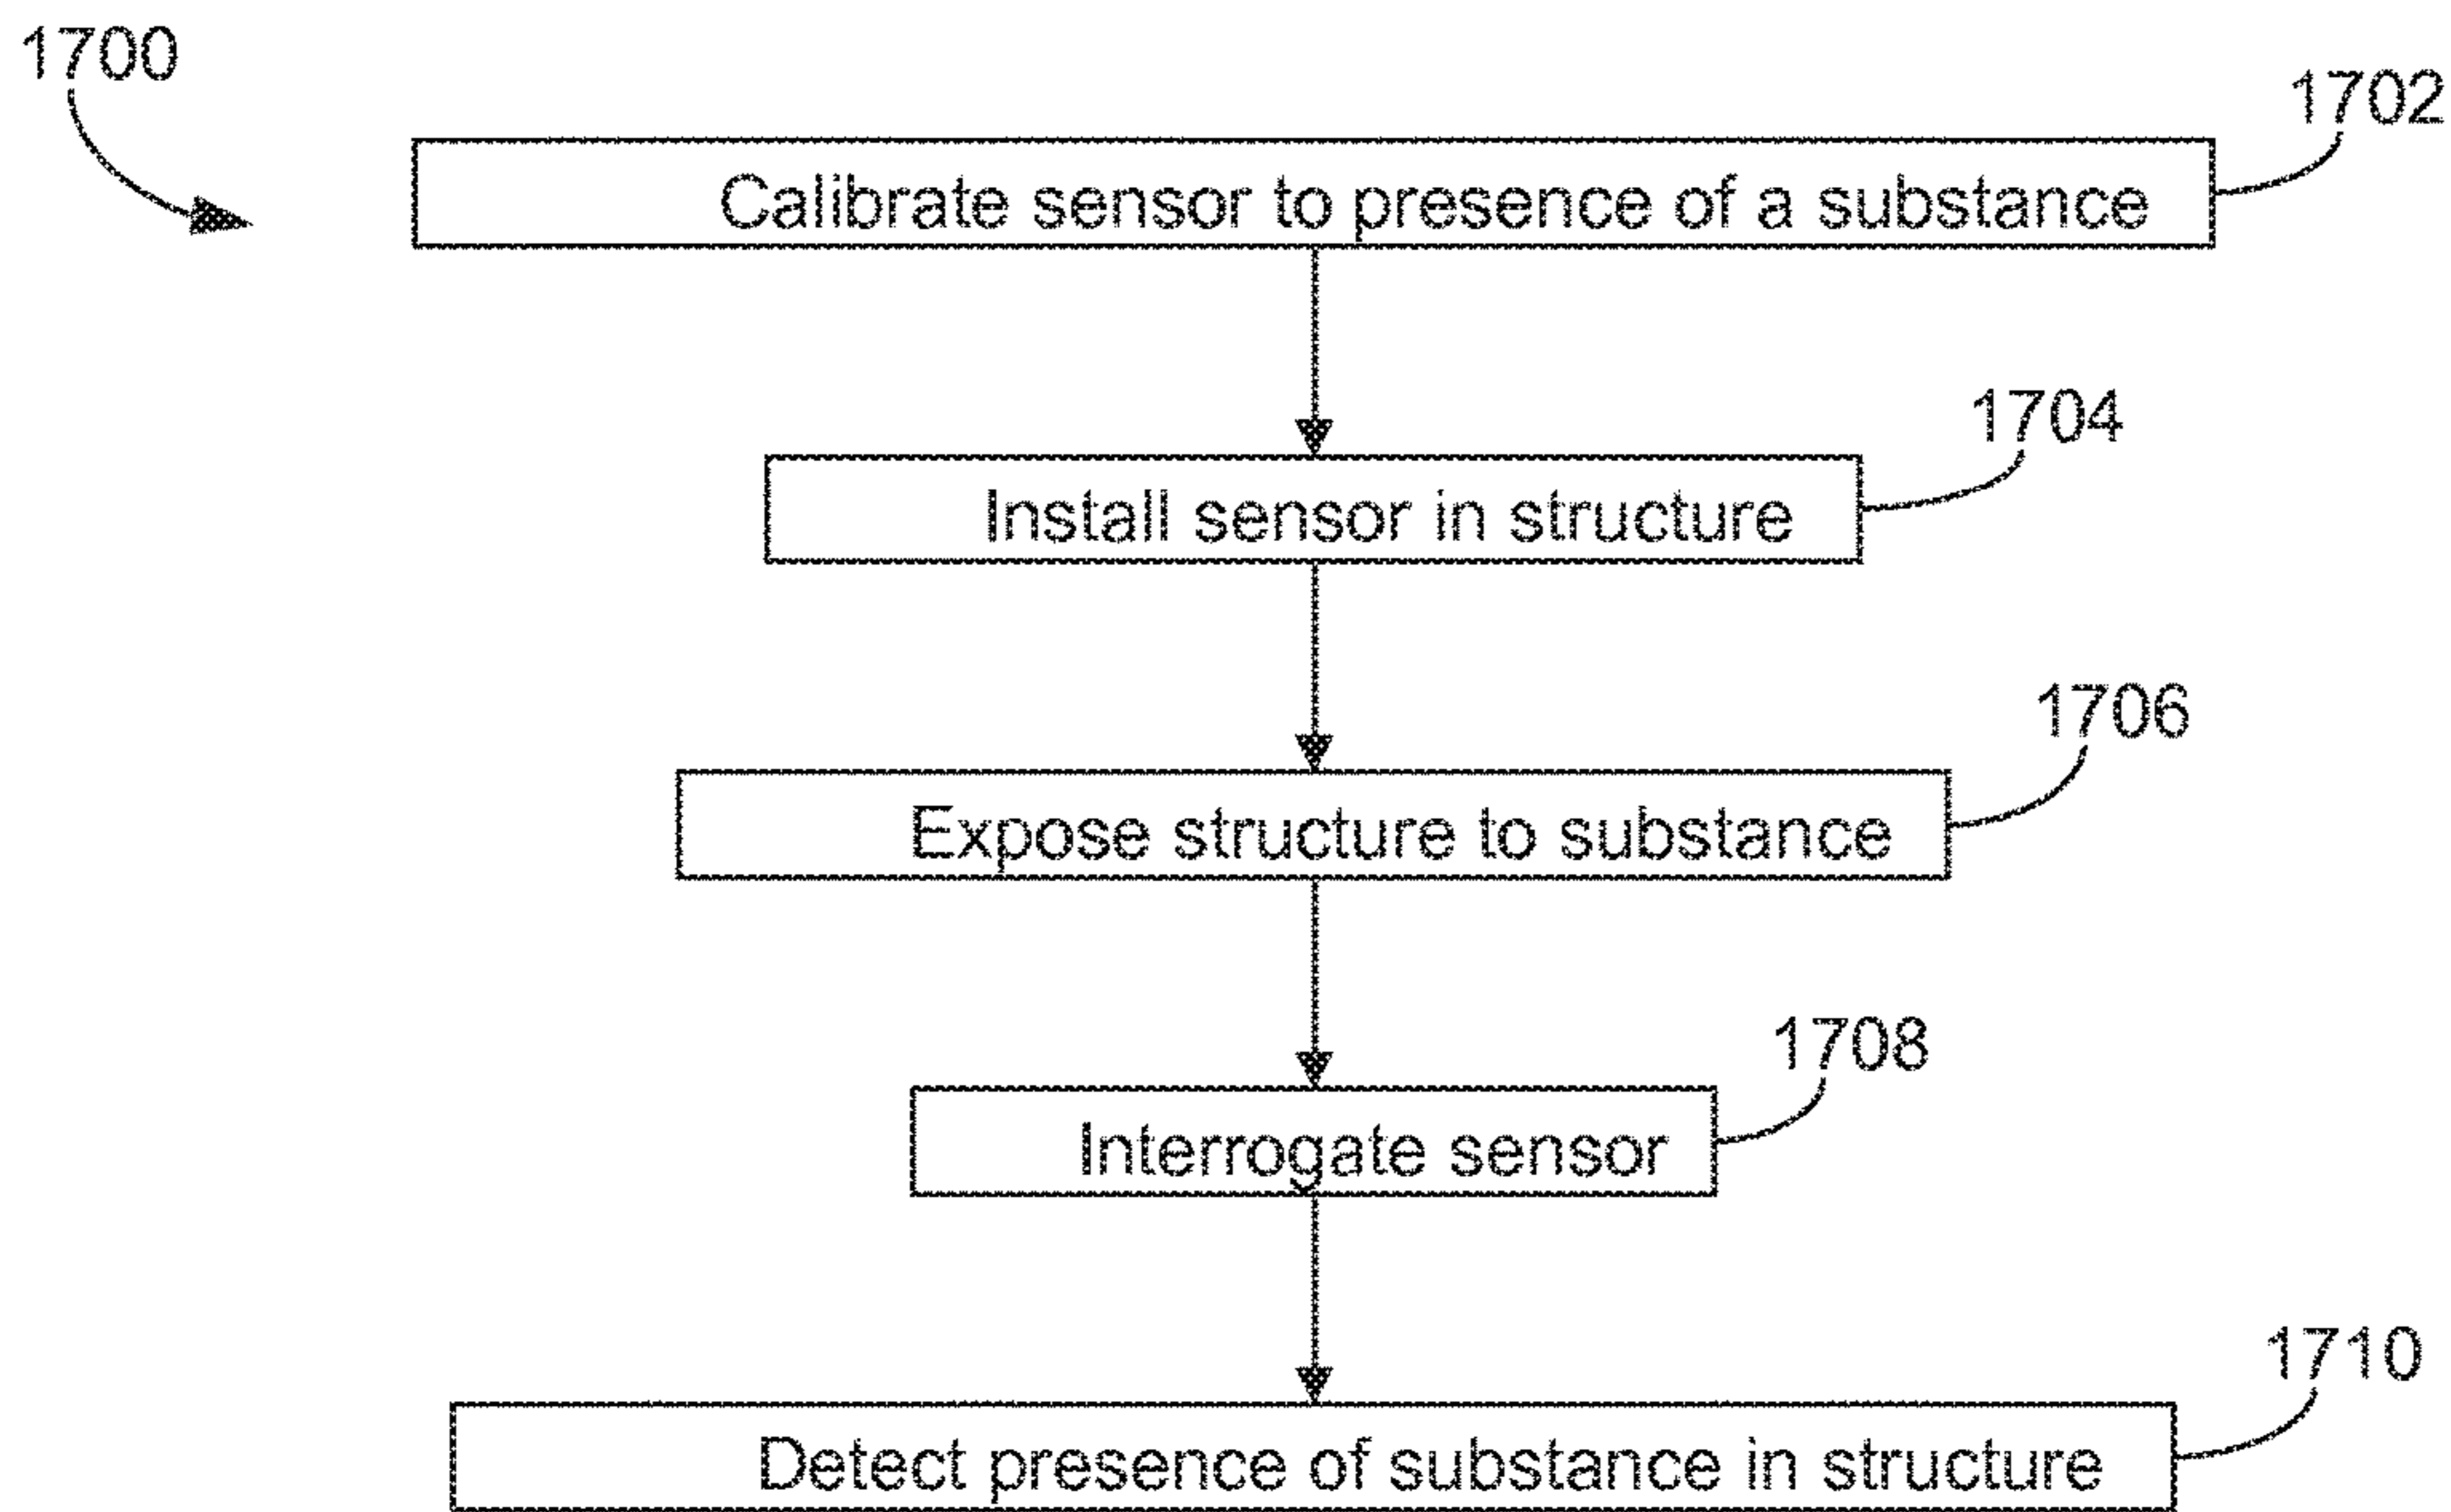 1700
1702
Calibrate sensor to presence of a substance
1704
Install sensor in structure
1706
Expose structure to substance
1708
Interrogate sensor
1710
Detect presence of substance in structure